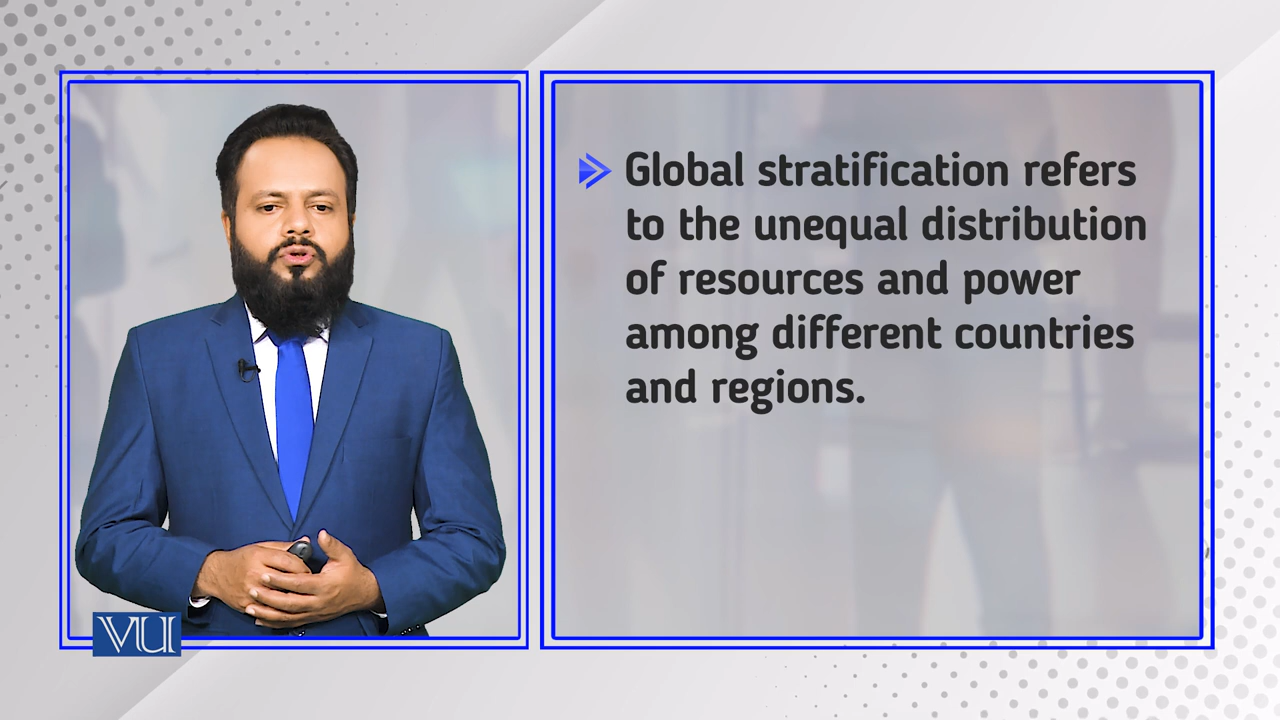 Global stratification refers
to the unequal distribution
of resources and power
among different countries
and regions.
VU